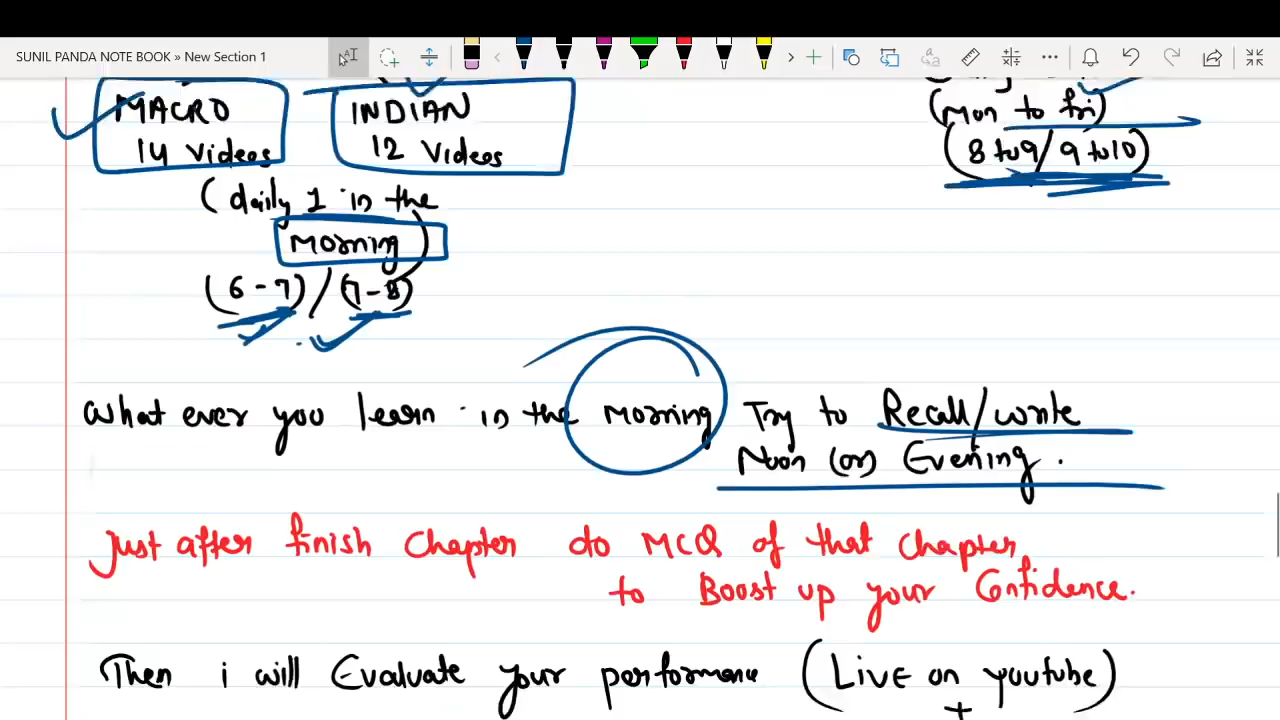 SUNIL PANDA NOTE BOOK » New Section 1
MACRO
14 Videos
INDIAN
12 Videos
(daily 1 in the
Morning)
(6-7) / (7-8)
(Mon to fri)
(8 to 9 / 9 to 10)
What ever you learn in the Morning Try to Recall/write
Noon (or) Evening.
Just after finish Chapter do MCQ of that Chapter
to Boost up your Confidence.
Then i will Evaluate your performance (Live on youtube)
+